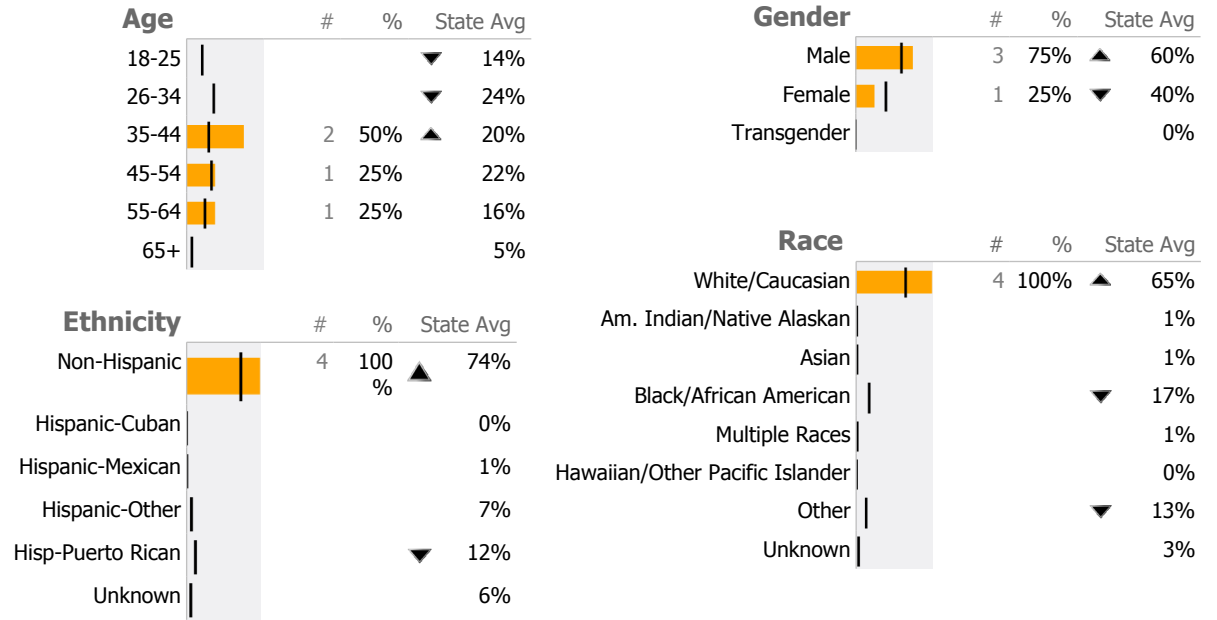 Age # % State Avg
18-25 14%
26-34 24%
35-44 2 50% 20%
45-54 1 25% 22%
55-64 1 25% 16%
65+ 5%
Ethnicity # % State Avg
Non-Hispanic 4 100 74%
%
Hispanic-Cuban 0%
Hispanic-Mexican 1%
Hispanic-Other 7%
Hisp-Puerto Rican 12%
Unknown 6%
Gender # % State Avg
Male 3 75% 60%
Female 1 25% 40%
Transgender 0%
Race # % State Avg
White/Caucasian 4 100% 65%
Am. Indian/Native Alaskan 1%
Asian 1%
Black/African American 17%
Multiple Races 1%
Hawaiian/Other Pacific Islander 0%
Other 13%
Unknown 3%